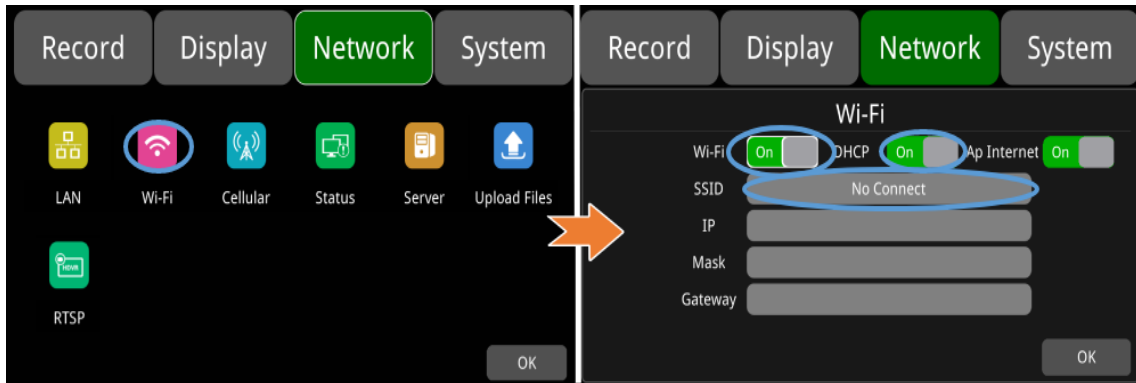 Record Display Network System
LAN Wi-Fi Cellular Status Server Upload Files
HDVR
RTSP
OK
Record Display Network System
Wi-Fi
Wi-Fi On DHCP On Ap Internet On
SSID No Connect
IP
Mask
Gateway
OK